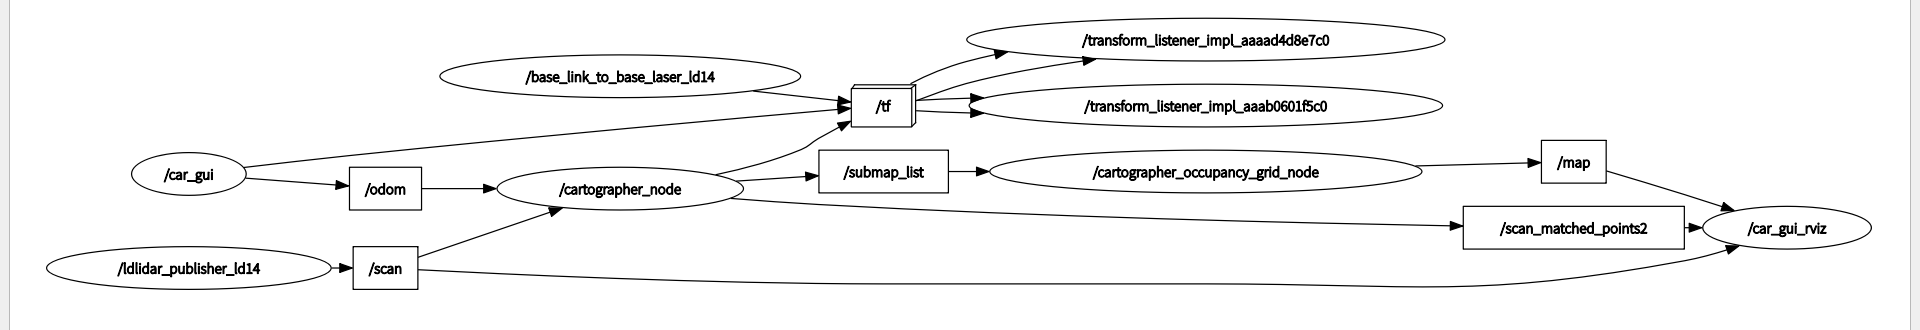 /transform_listener_impl_aaaad4d8e7c0
/base_link_to_base_laser_ld14
/tf
/transform_listener_impl_aaab0601f5c0
/car_gui
/odom
/cartographer_node
/submap_list
/cartographer_occupancy_grid_node
/map
/scan_matched_points2
/car_gui_rviz
/ldlidar_publisher_ld14
/scan